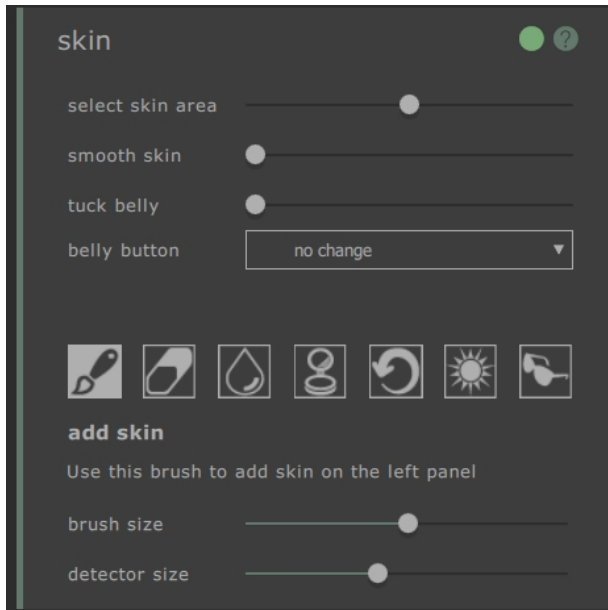 skin
?
select skin area
smooth skin
tuck belly
belly button
no change
add skin
Use this brush to add skin on the left panel
brush size
detector size